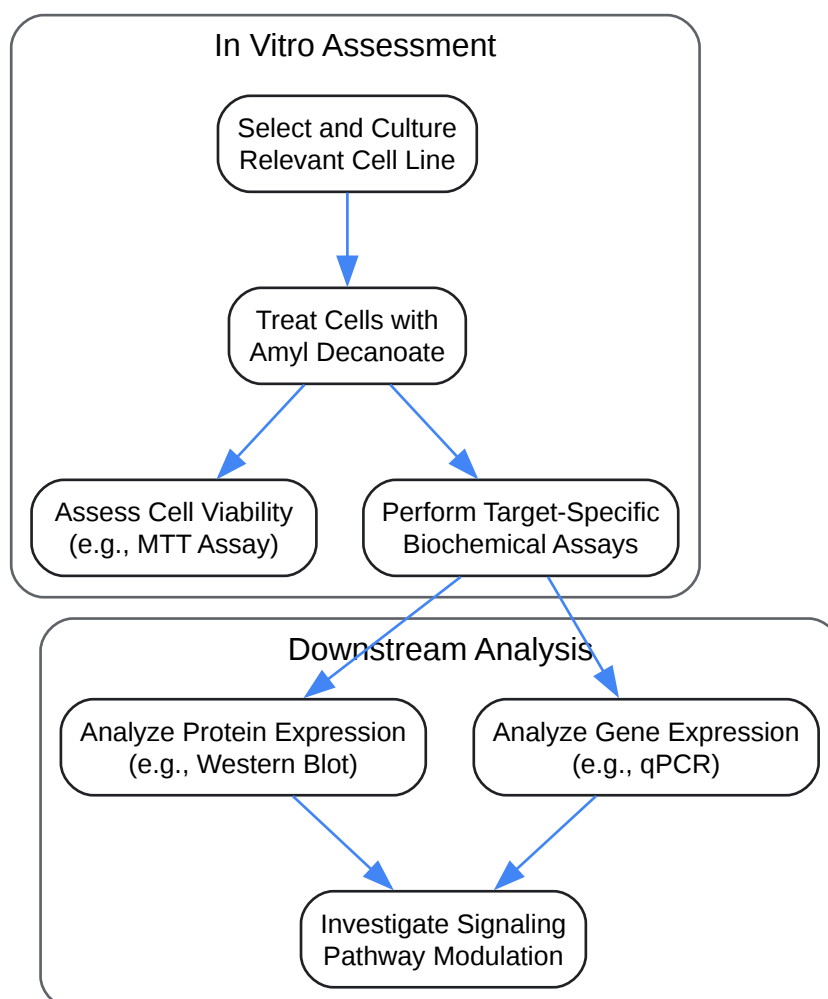 In Vitro Assessment
Select and Culture
Relevant Cell Line
Treat Cells with
Amyl Decanoate
Assess Cell Viability
(e.g., MTT Assay)
Perform Target-Specific
Biochemical Assays
Downstream Analysis
Analyze Protein Expression
(e.g., Western Blot)
Analyze Gene Expression
(e.g., qPCR)
Investigate Signaling
Pathway Modulation